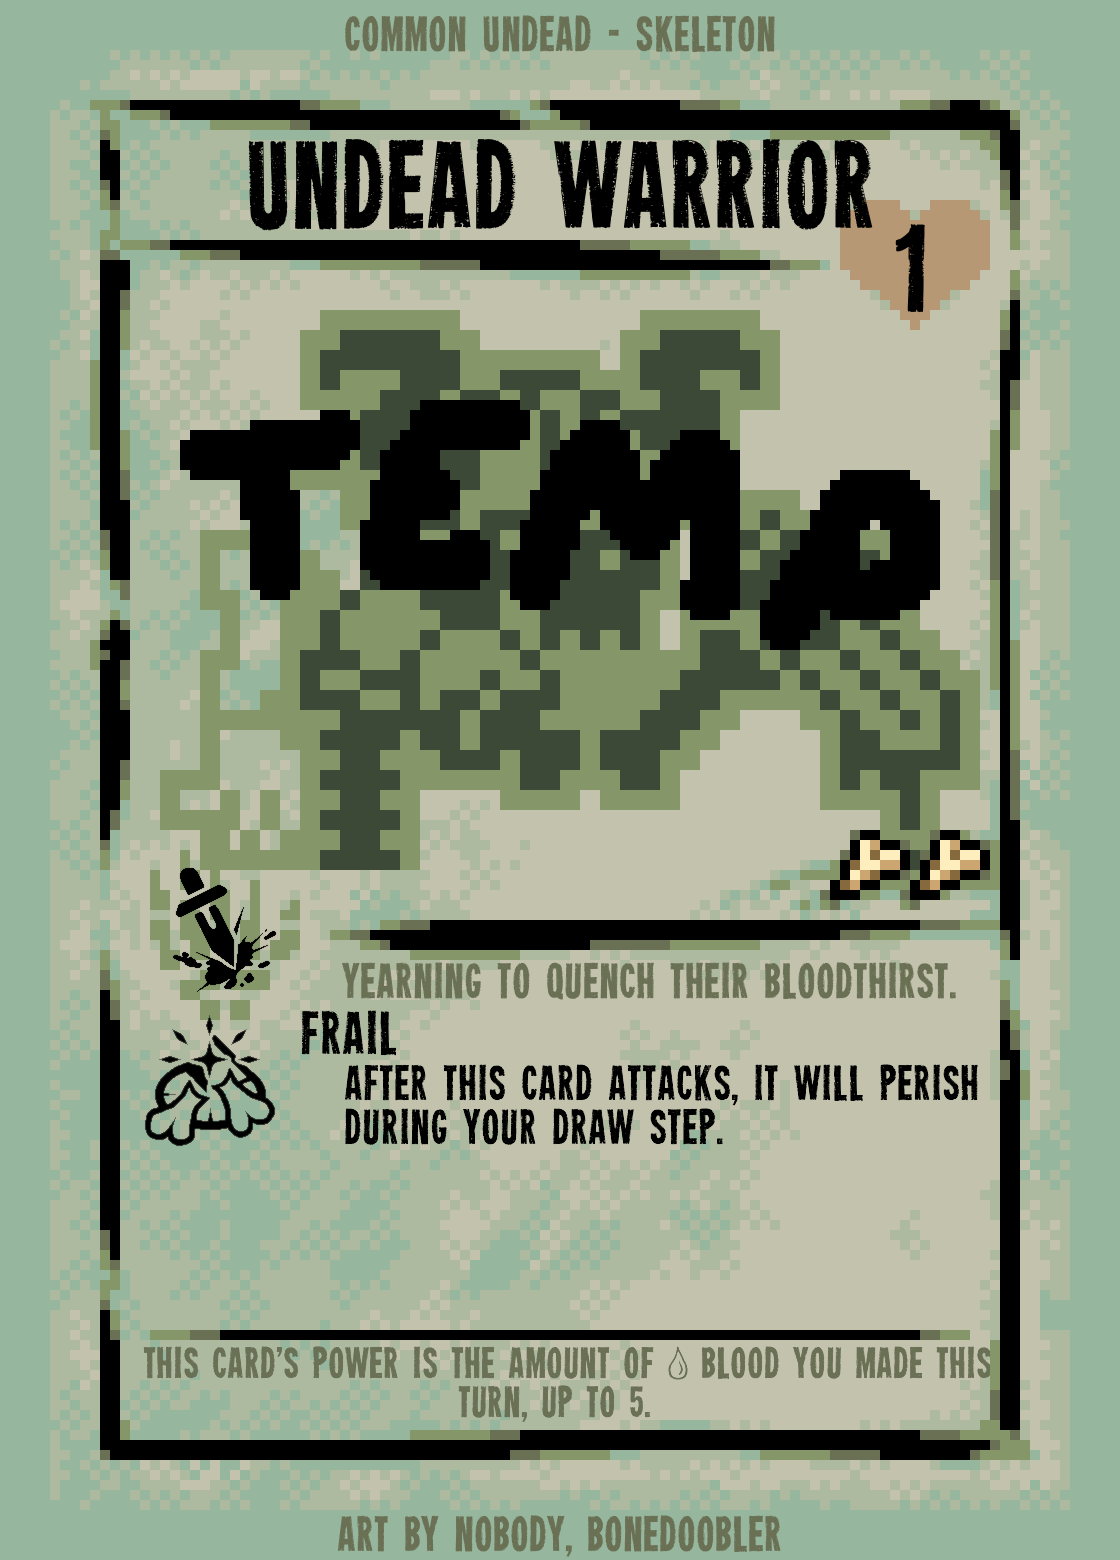 COMMON UNDEAD - SKELETON
UNDEAD WARRIOR
1
TEMP
YEARNING TO QUENCH THEIR BLOODTHIRST.
FRAIL
AFTER THIS CARD ATTACKS, IT WILL PERISH
DURING YOUR DRAW STEP.
THIS CARD'S POWER IS THE AMOUNT OF 💧 BLOOD YOU MADE THIS
TURN, UP TO 5.
ART BY NOBODY, BONEDOOBLER